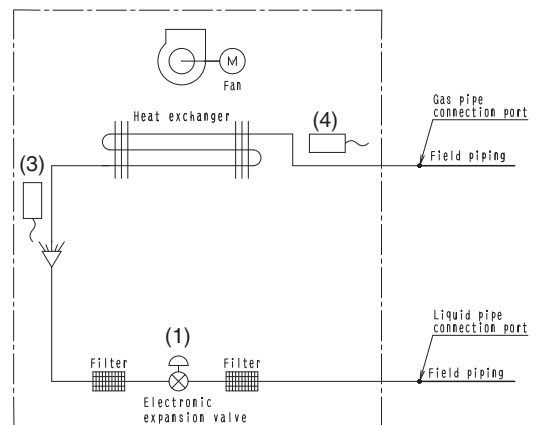 M
Fan
Heat exchanger
(4)
Gas pipe
connection port
Field piping
(3)
Liquid pipe
connection port
(1)
Filter
Filter
Field piping
Electronic
expansion valve